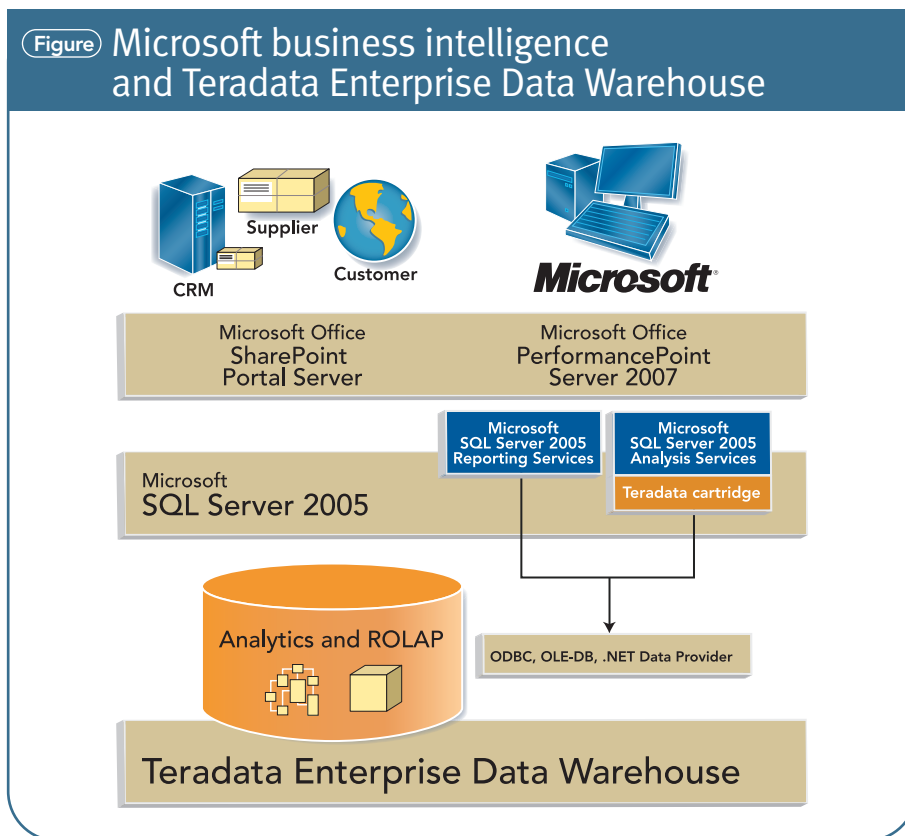 Figure
Microsoft business intelligence
and Teradata Enterprise Data Warehouse
Supplier
Customer
CRM
Microsoft®
Microsoft Office
SharePoint
Portal Server
Microsoft Office
PerformancePoint
Server 2007
Microsoft
SQL Server 2005
Reporting Services
Microsoft
SQL Server 2005
Analysis Services
Teradata cartridge
Microsoft
SQL Server 2005
Analytics and ROLAP
ODBC, OLE-DB, .NET Data Provider
Teradata Enterprise Data Warehouse